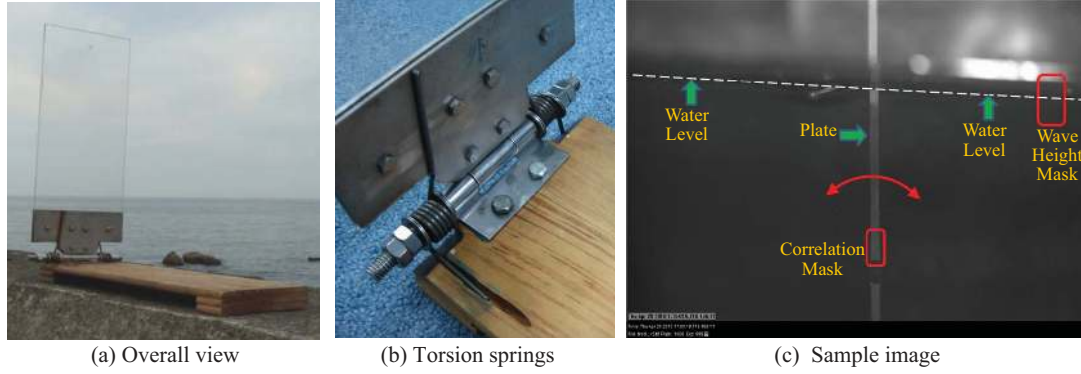 Water
Level
Plate
Water
Level
Wave
Height
Mask
Correlation
Mask
(a) Overall view
(b) Torsion springs
(c) Sample image